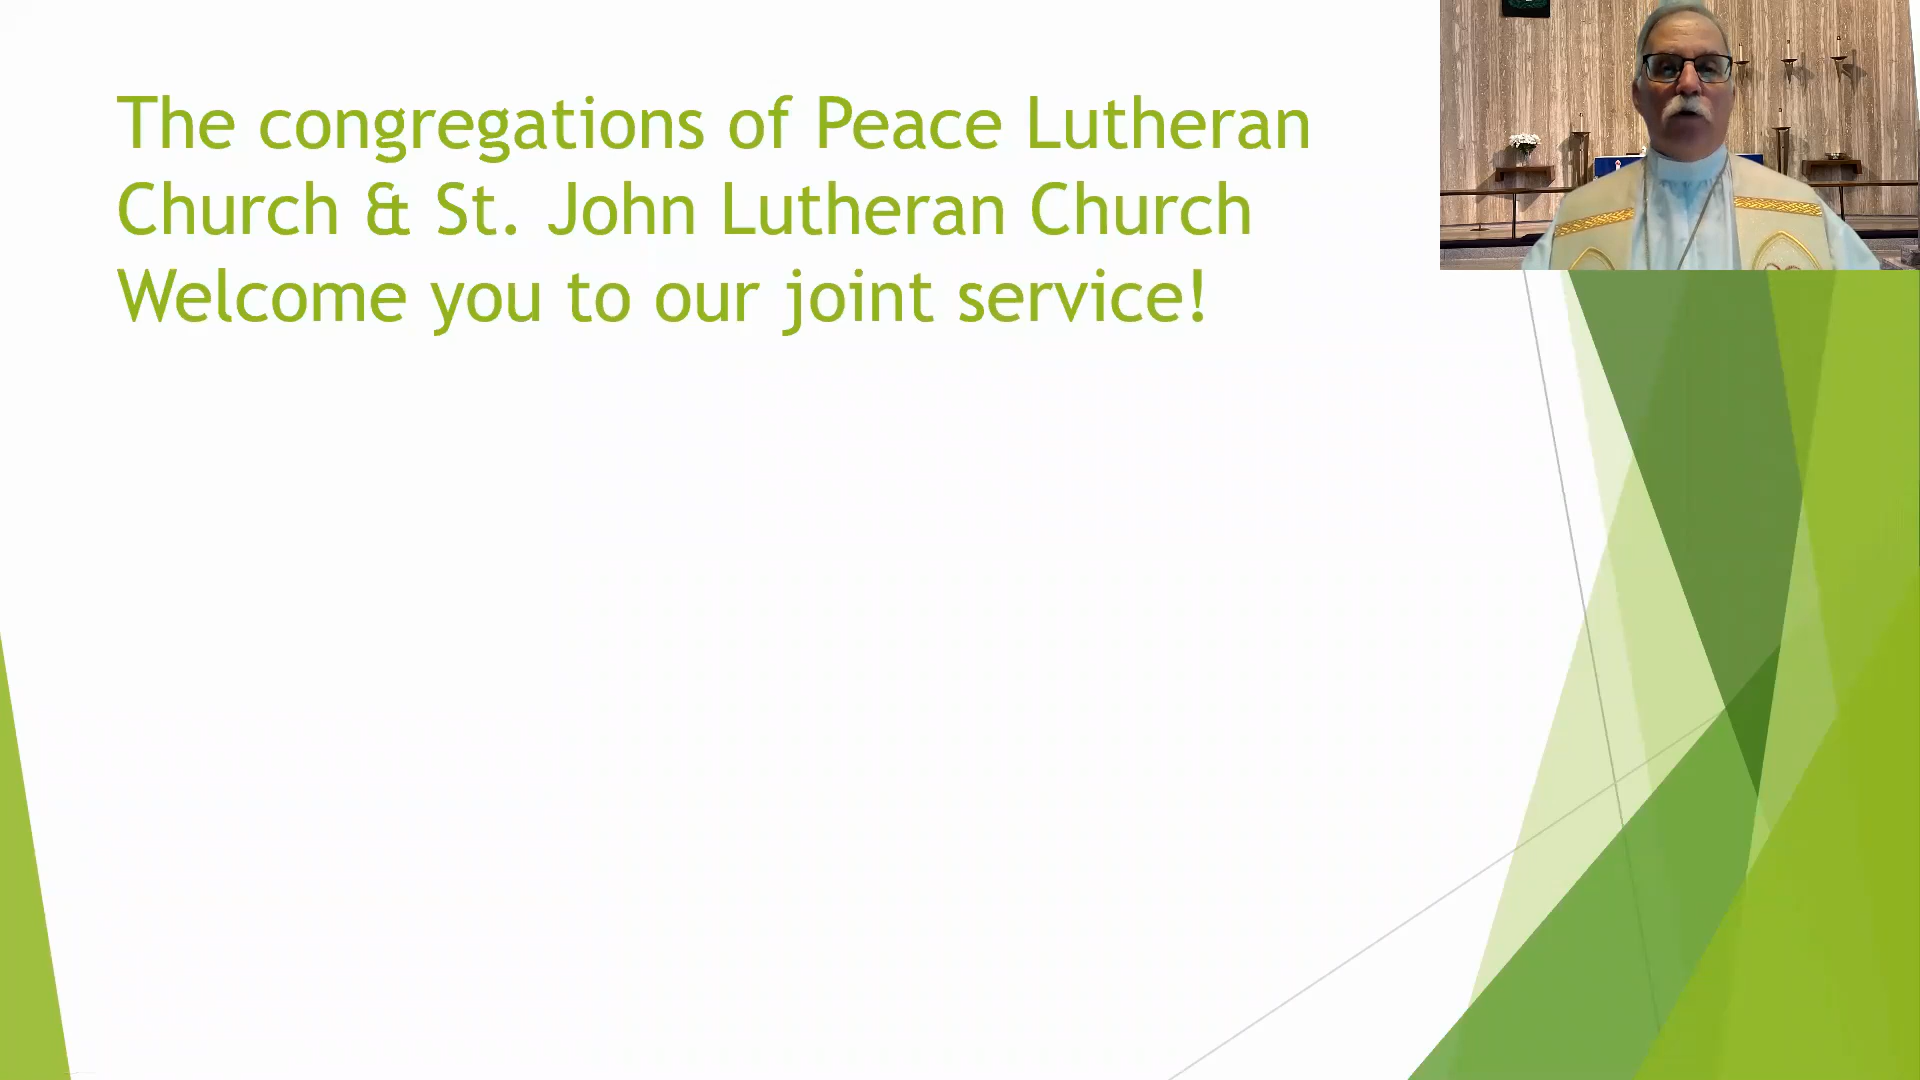 The congregations of Peace Lutheran
Church & St. John Lutheran Church
Welcome you to our joint service!